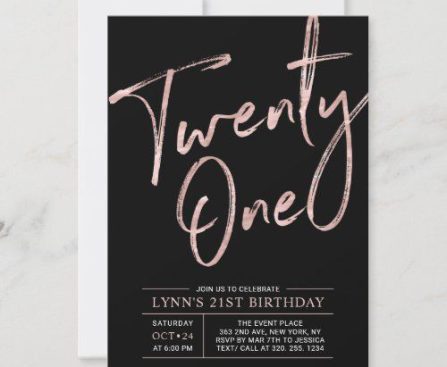 Twenty
One
JOIN US TO CELEBRATE
LYNN'S 21ST BIRTHDAY
SATURDAY
OCT•24
AT 6:00 PM
THE EVENT PLACE
363 2ND AVE, NEW YORK, NY
RSVP BY MAR 7TH TO JESSICA
TEXT/ CALL AT 320. 255. 1234